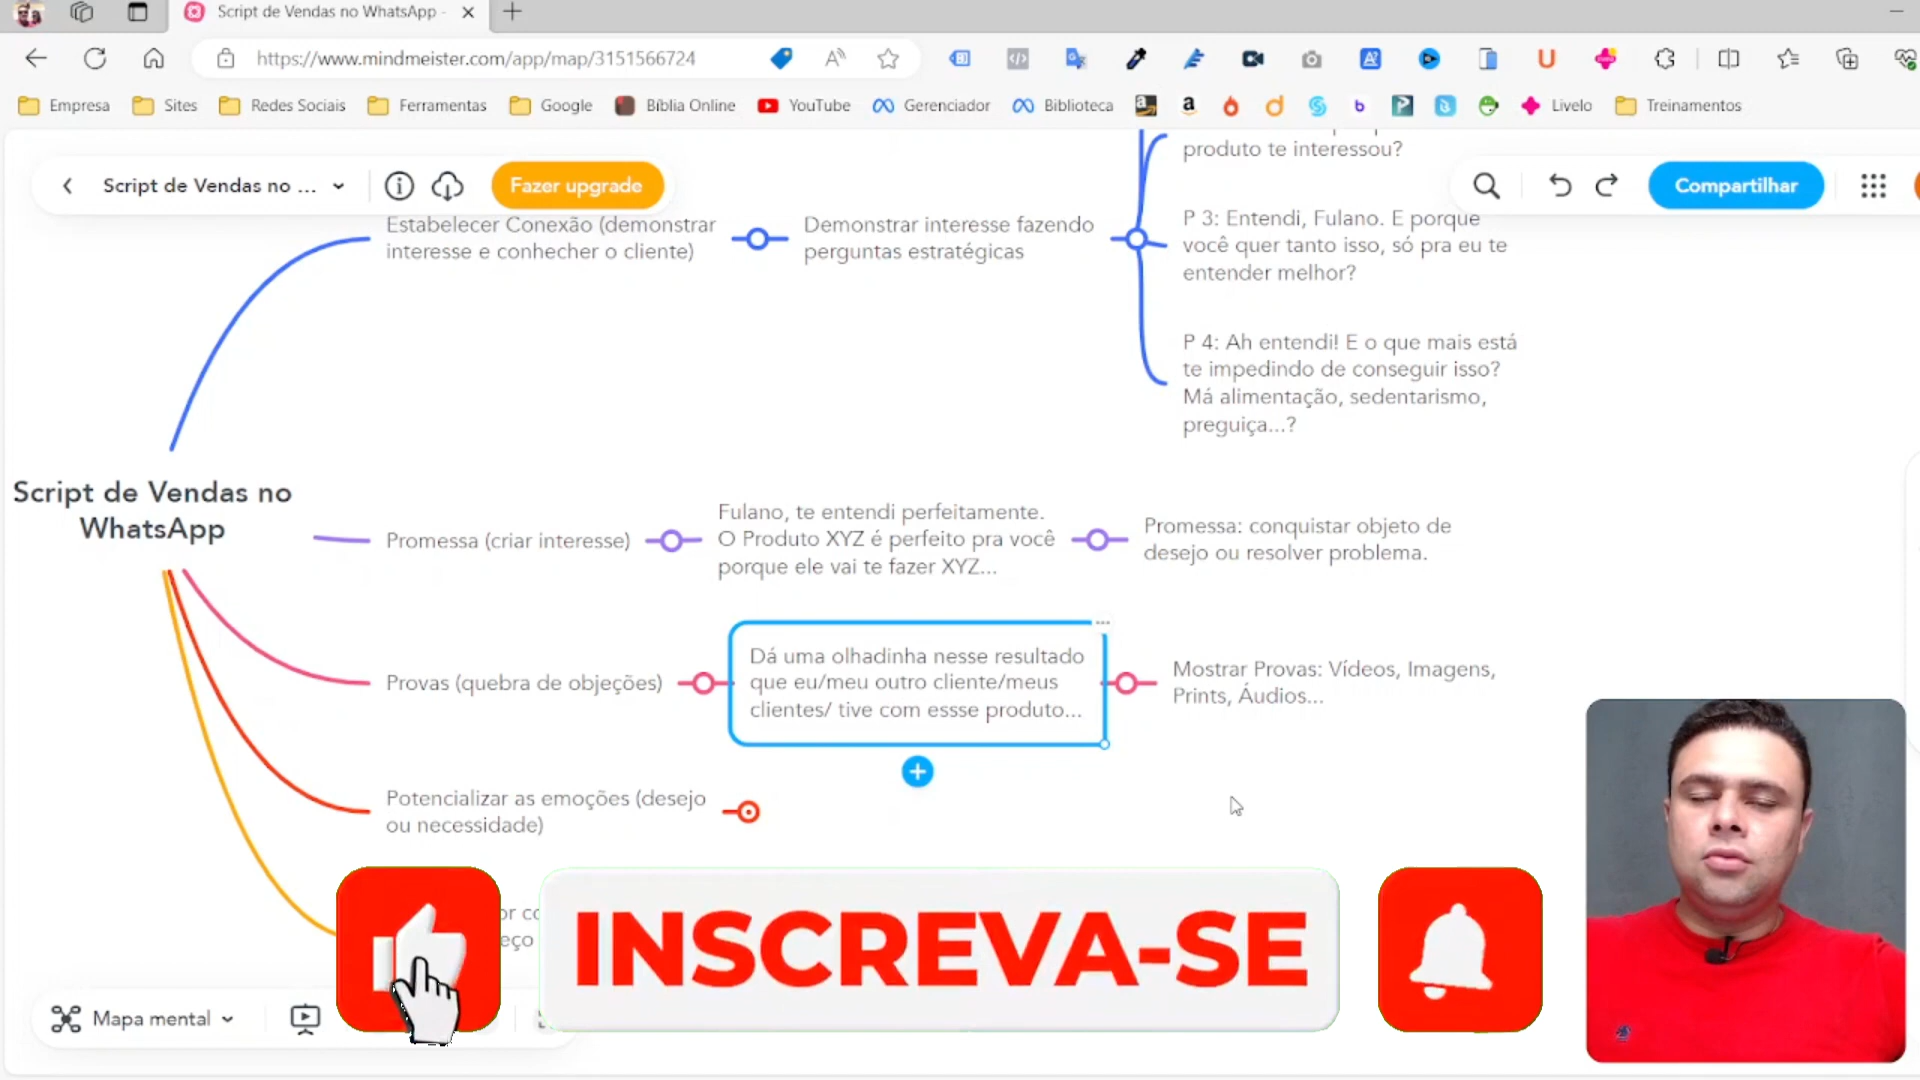 Script de Vendas no WhatsApp -
https://www.mindmeister.com/app/map/3151566724
Empresa
Sites
Redes Sociais
Ferramentas
Google
Bíblia Online
YouTube
Gerenciador
Biblioteca
Livelo
Treinamentos
Script de Vendas no ...
Fazer upgrade
Compartilhar
produto te interessou?
Estabelecer Conexão (demonstrar
interesse e conhecher o cliente)
Demonstrar interesse fazendo
perguntas estratégicas
P 3: Entendi, Fulano. E porque
você quer tanto isso, só pra eu te
entender melhor?
P 4: Ah entendi! E o que mais está
te impedindo de conseguir isso?
Má alimentação, sedentarismo,
preguiça...?
Script de Vendas no
WhatsApp
Promessa (criar interesse)
Fulano, te entendi perfeitamente.
O Produto XYZ é perfeito pra você
porque ele vai te fazer XYZ...
Promessa: conquistar objeto de
desejo ou resolver problema.
Provas (quebra de objeções)
Dá uma olhadinha nesse resultado
que eu/meu outro cliente/meus
clientes/ tive com essse produto...
Mostrar Provas: Vídeos, Imagens,
Prints, Áudios...
Potencializar as emoções (desejo
ou necessidade)
INSCREVA-SE
Mapa mental